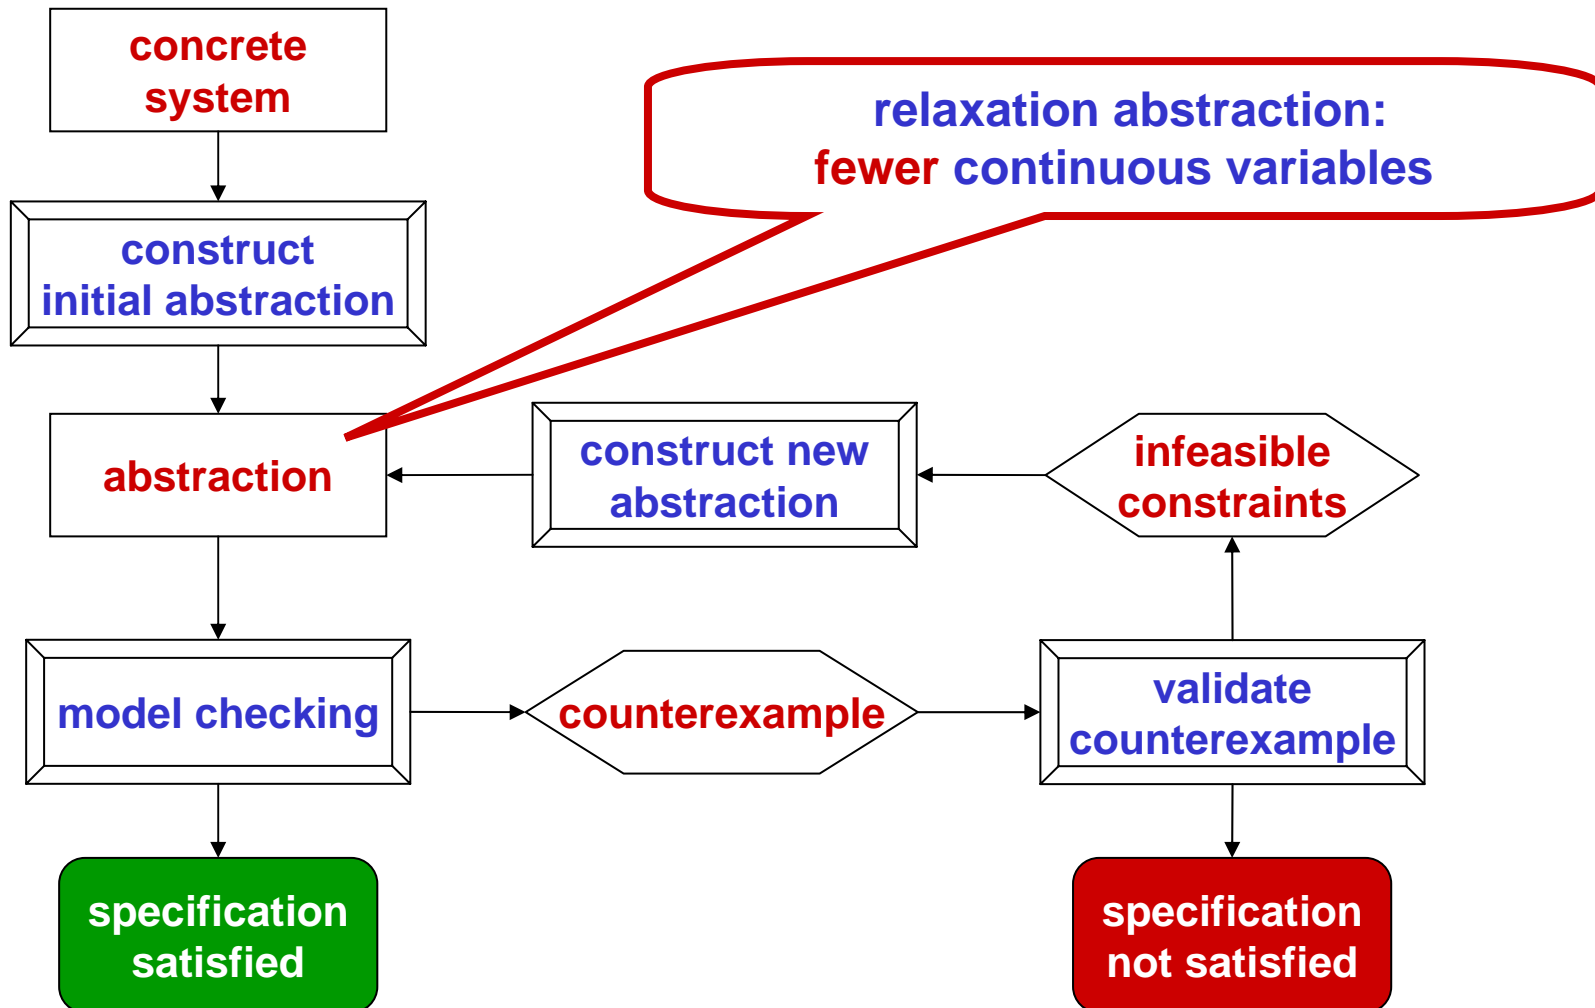 concrete
system
relaxation abstraction:
fewer continuous variables
construct
initial abstraction
abstraction
construct new
abstraction
infeasible
constraints
model checking
counterexample
validate
counterexample
specification
satisfied
specification
not satisfied